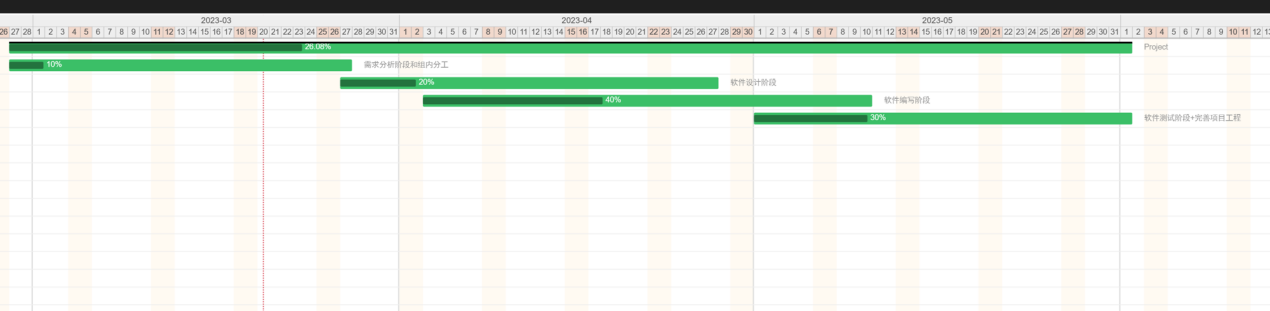 2023-03 2023-04 2023-05
26 27 28 1 2 3 4 5 6 7 8 9 10 11 12 13 14 15 16 17 18 19 20 21 22 23 24 25 26 27 28 29 30 31 1 2 3 4 5 6 7 8 9 10 11 12 13 14 15 16 17 18 19 20 21 22 23 24 25 26 27 28 29 30 1 2 3 4 5 6 7 8 9 10 11 12 13 14 15 16 17 18 19 20 21 22 23 24 25 26 27 28 29 30 31 1 2 3 4 5 6 7 8 9 10 11 12
28.08% Project
10% 需求分析阶段和组内分工
20% 软件设计阶段
40% 软件编写阶段
30% 软件测试阶段+完善项目工程